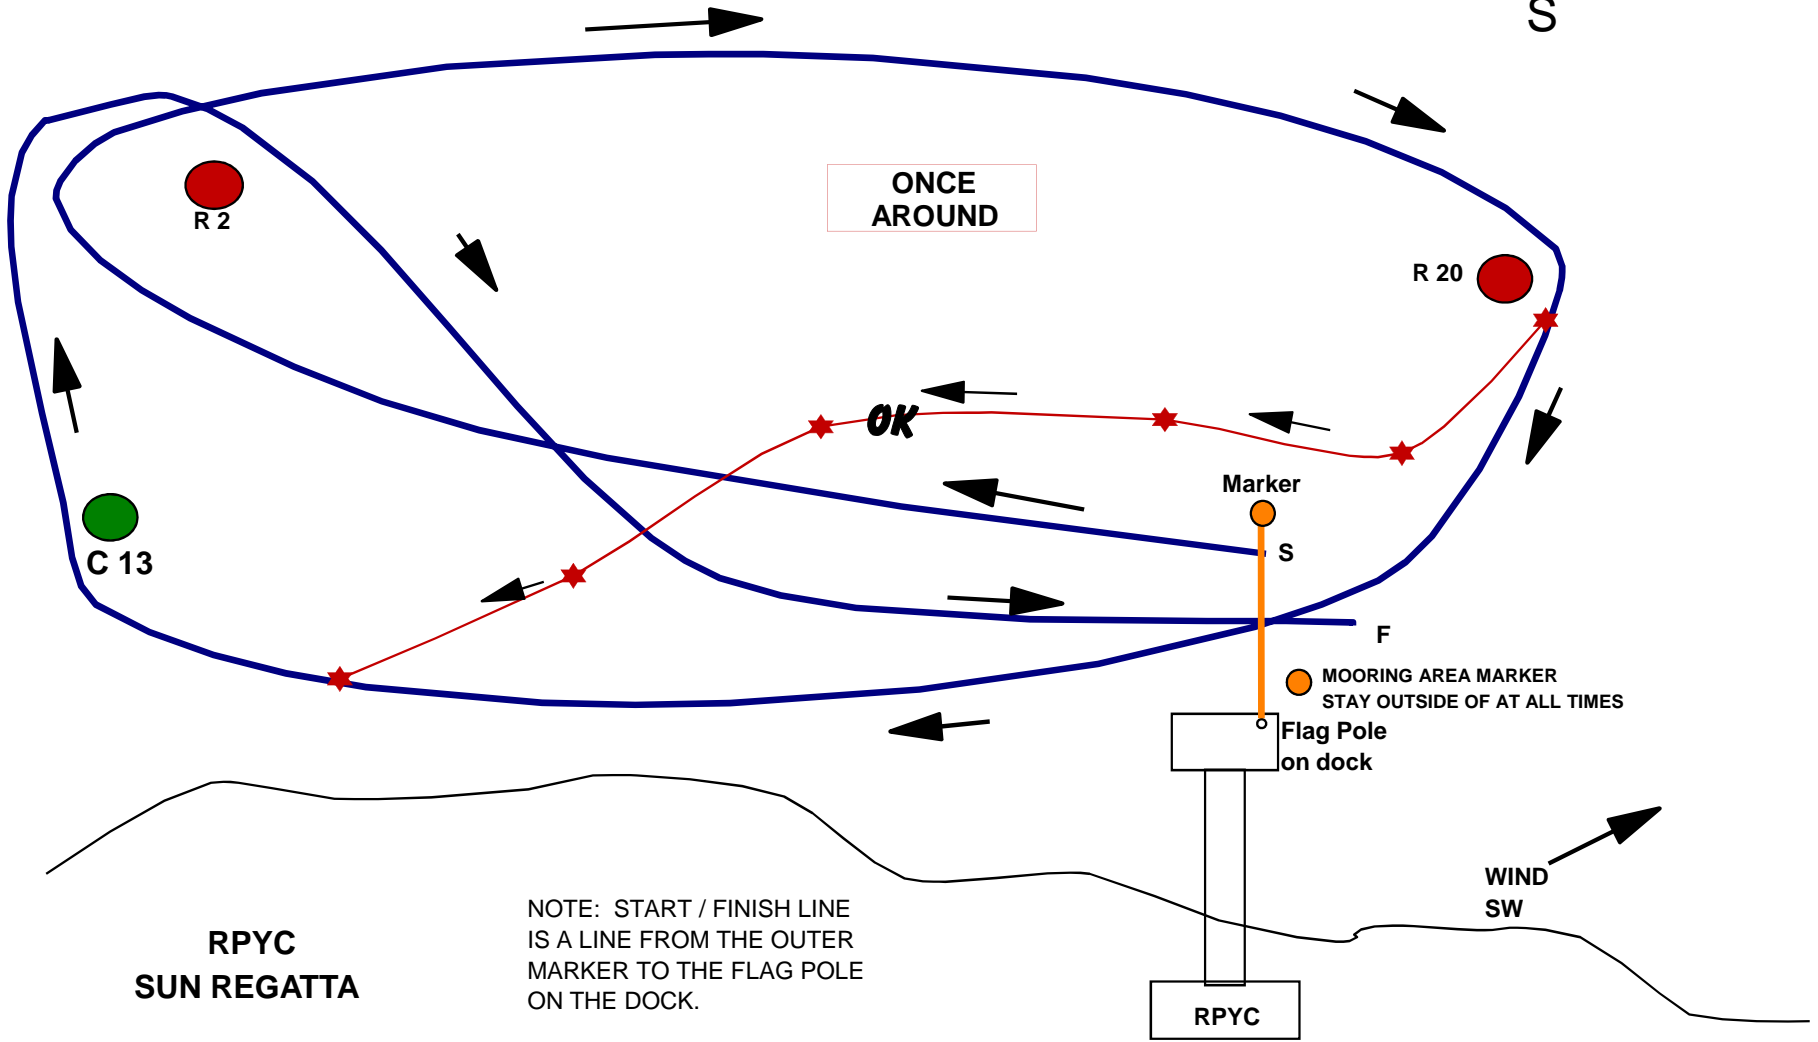 S
ONCE
AROUND
R 2
R 20
OK
Marker
S
C 13
F
MOORING AREA MARKER
STAY OUTSIDE OF AT ALL TIMES
Flag Pole
on dock
WIND
SW
NOTE:  START / FINISH LINE
IS A LINE FROM THE OUTER
MARKER TO THE FLAG POLE
ON THE DOCK.
RPYC
SUN REGATTA
RPYC